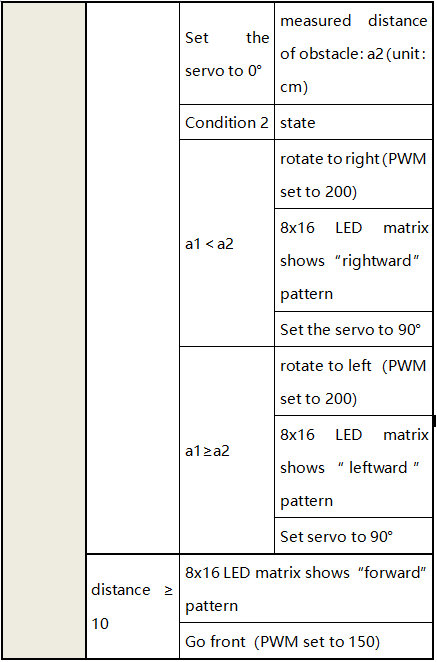 Set the
servo to 0°
measured distance
of obstacle: a2 (unit:
cm)
Condition 2
state
a1 < a2
rotate to right (PWM
set to 200)
8x16 LED matrix
shows “rightward”
pattern
Set the servo to 90°
a1≥a2
rotate to left (PWM
set to 200)
8x16 LED matrix
shows “ leftward ”
pattern
Set servo to 90°
distance ≥
10
8x16 LED matrix shows “forward”
pattern
Go front (PWM set to 150)